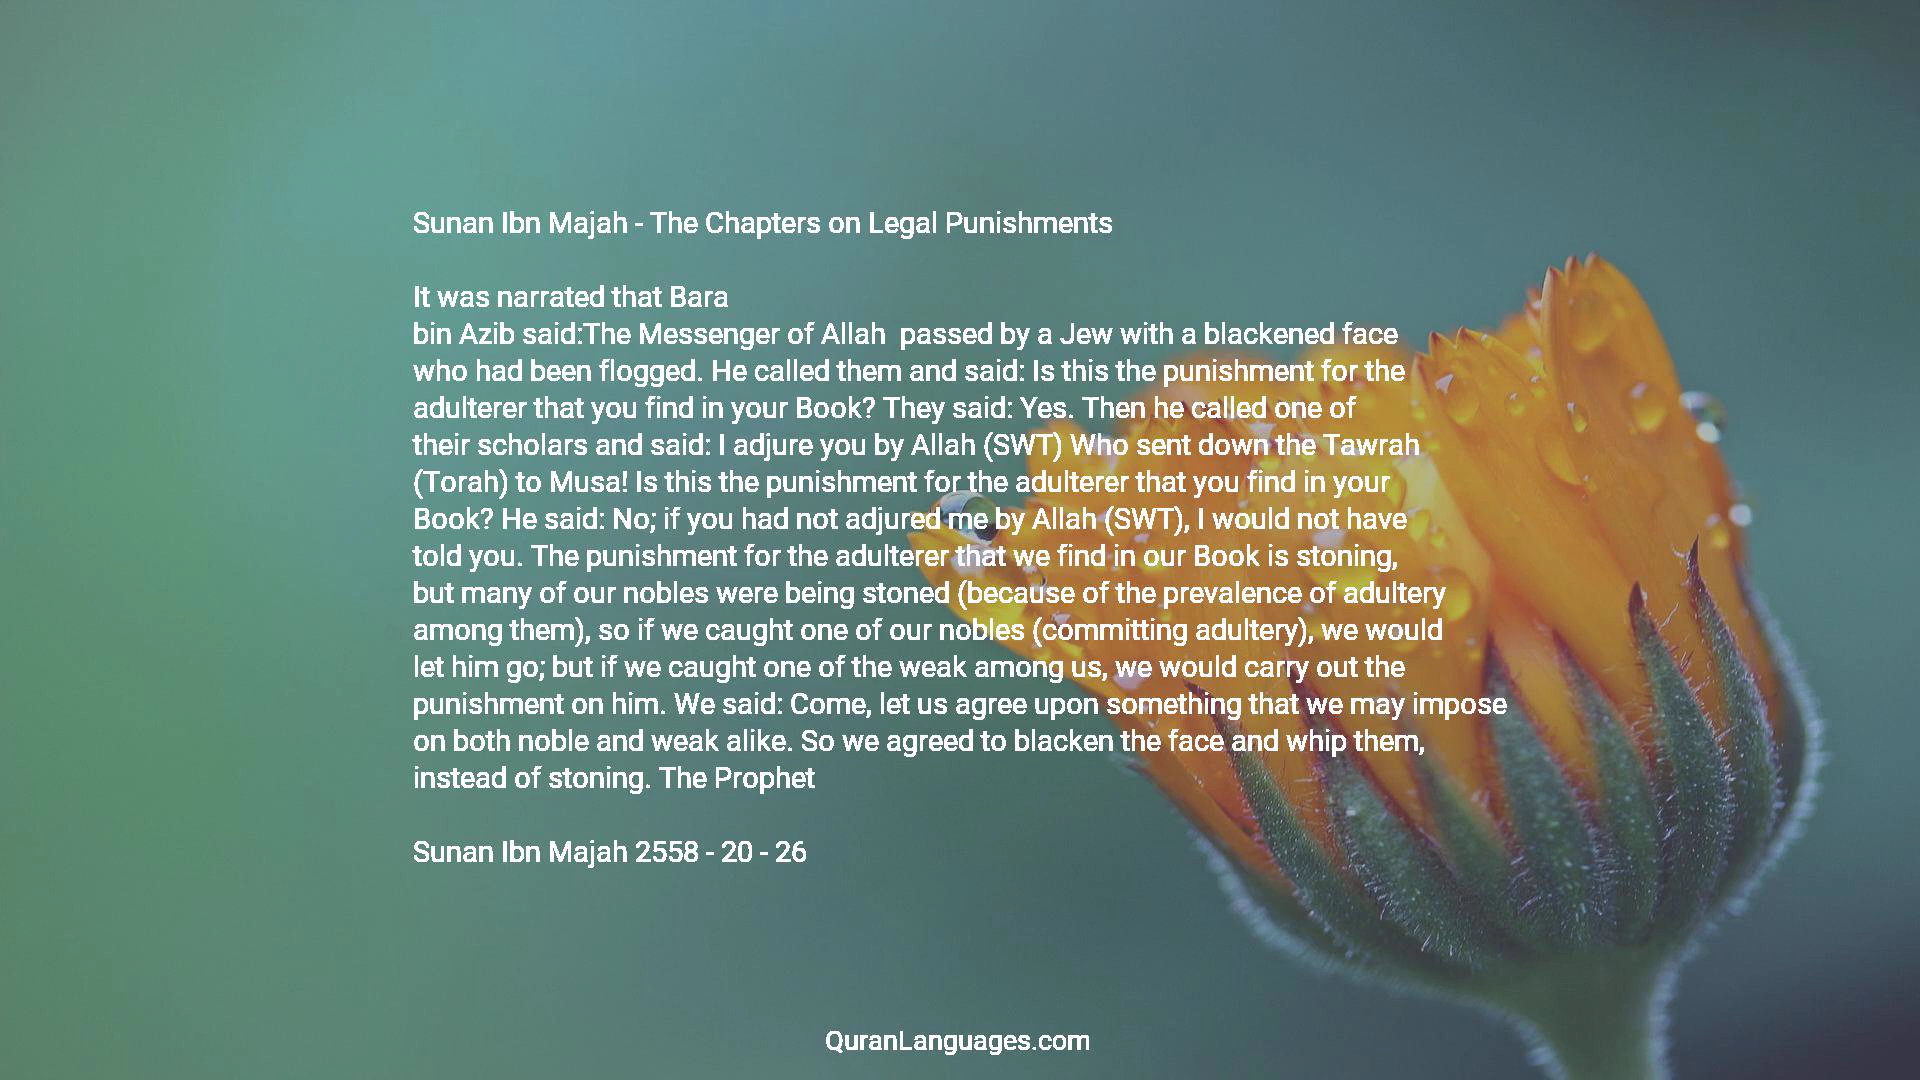 Sunan Ibn Majah - The Chapters on Legal Punishments
It was narrated that Bara
bin Azib said:The Messenger of Allah  passed by a Jew with a blackened face
who had been flogged. He called them and said: Is this the punishment for the
adulterer that you find in your Book? They said: Yes. Then he called one of
their scholars and said: I adjure you by Allah (SWT) Who sent down the Tawrah
(Torah) to Musa! Is this the punishment for the adulterer that you find in your
Book? He said: No; if you had not adjured me by Allah (SWT), I would not have
told you. The punishment for the adulterer that we find in our Book is stoning,
but many of our nobles were being stoned (because of the prevalence of adultery
among them), so if we caught one of our nobles (committing adultery), we would
let him go; but if we caught one of the weak among us, we would carry out the
punishment on him. We said: Come, let us agree upon something that we may impose
on both noble and weak alike. So we agreed to blacken the face and whip them,
instead of stoning. The Prophet
Sunan Ibn Majah 2558 - 20 - 26
QuranLanguages.com